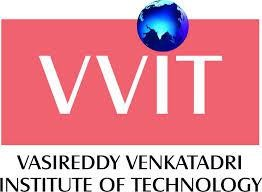 VVIT
VASIREDDY VENKATADRI
INSTITUTE OF TECHNOLOGY